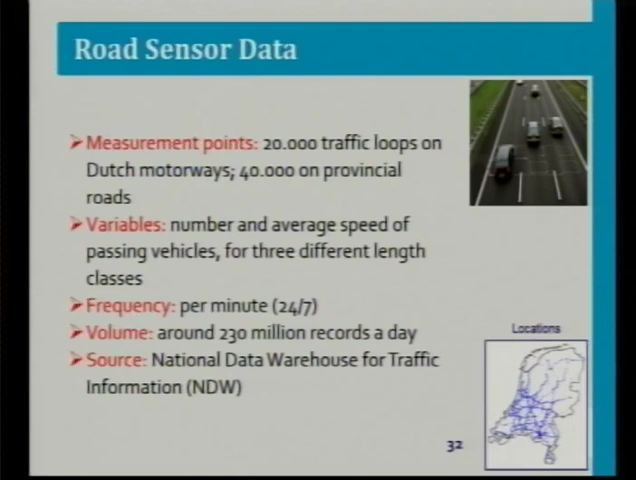 Road Sensor Data
➢ Measurement points: 20.000 traffic loops on
Dutch motorways; 40.000 on provincial
roads
➢ Variables: number and average speed of
passing vehicles, for three different length
classes
➢ Frequency: per minute (24/7)
➢ Volume: around 230 million records a day
➢ Source: National Data Warehouse for Traffic
Information (NDW)
Locations
32